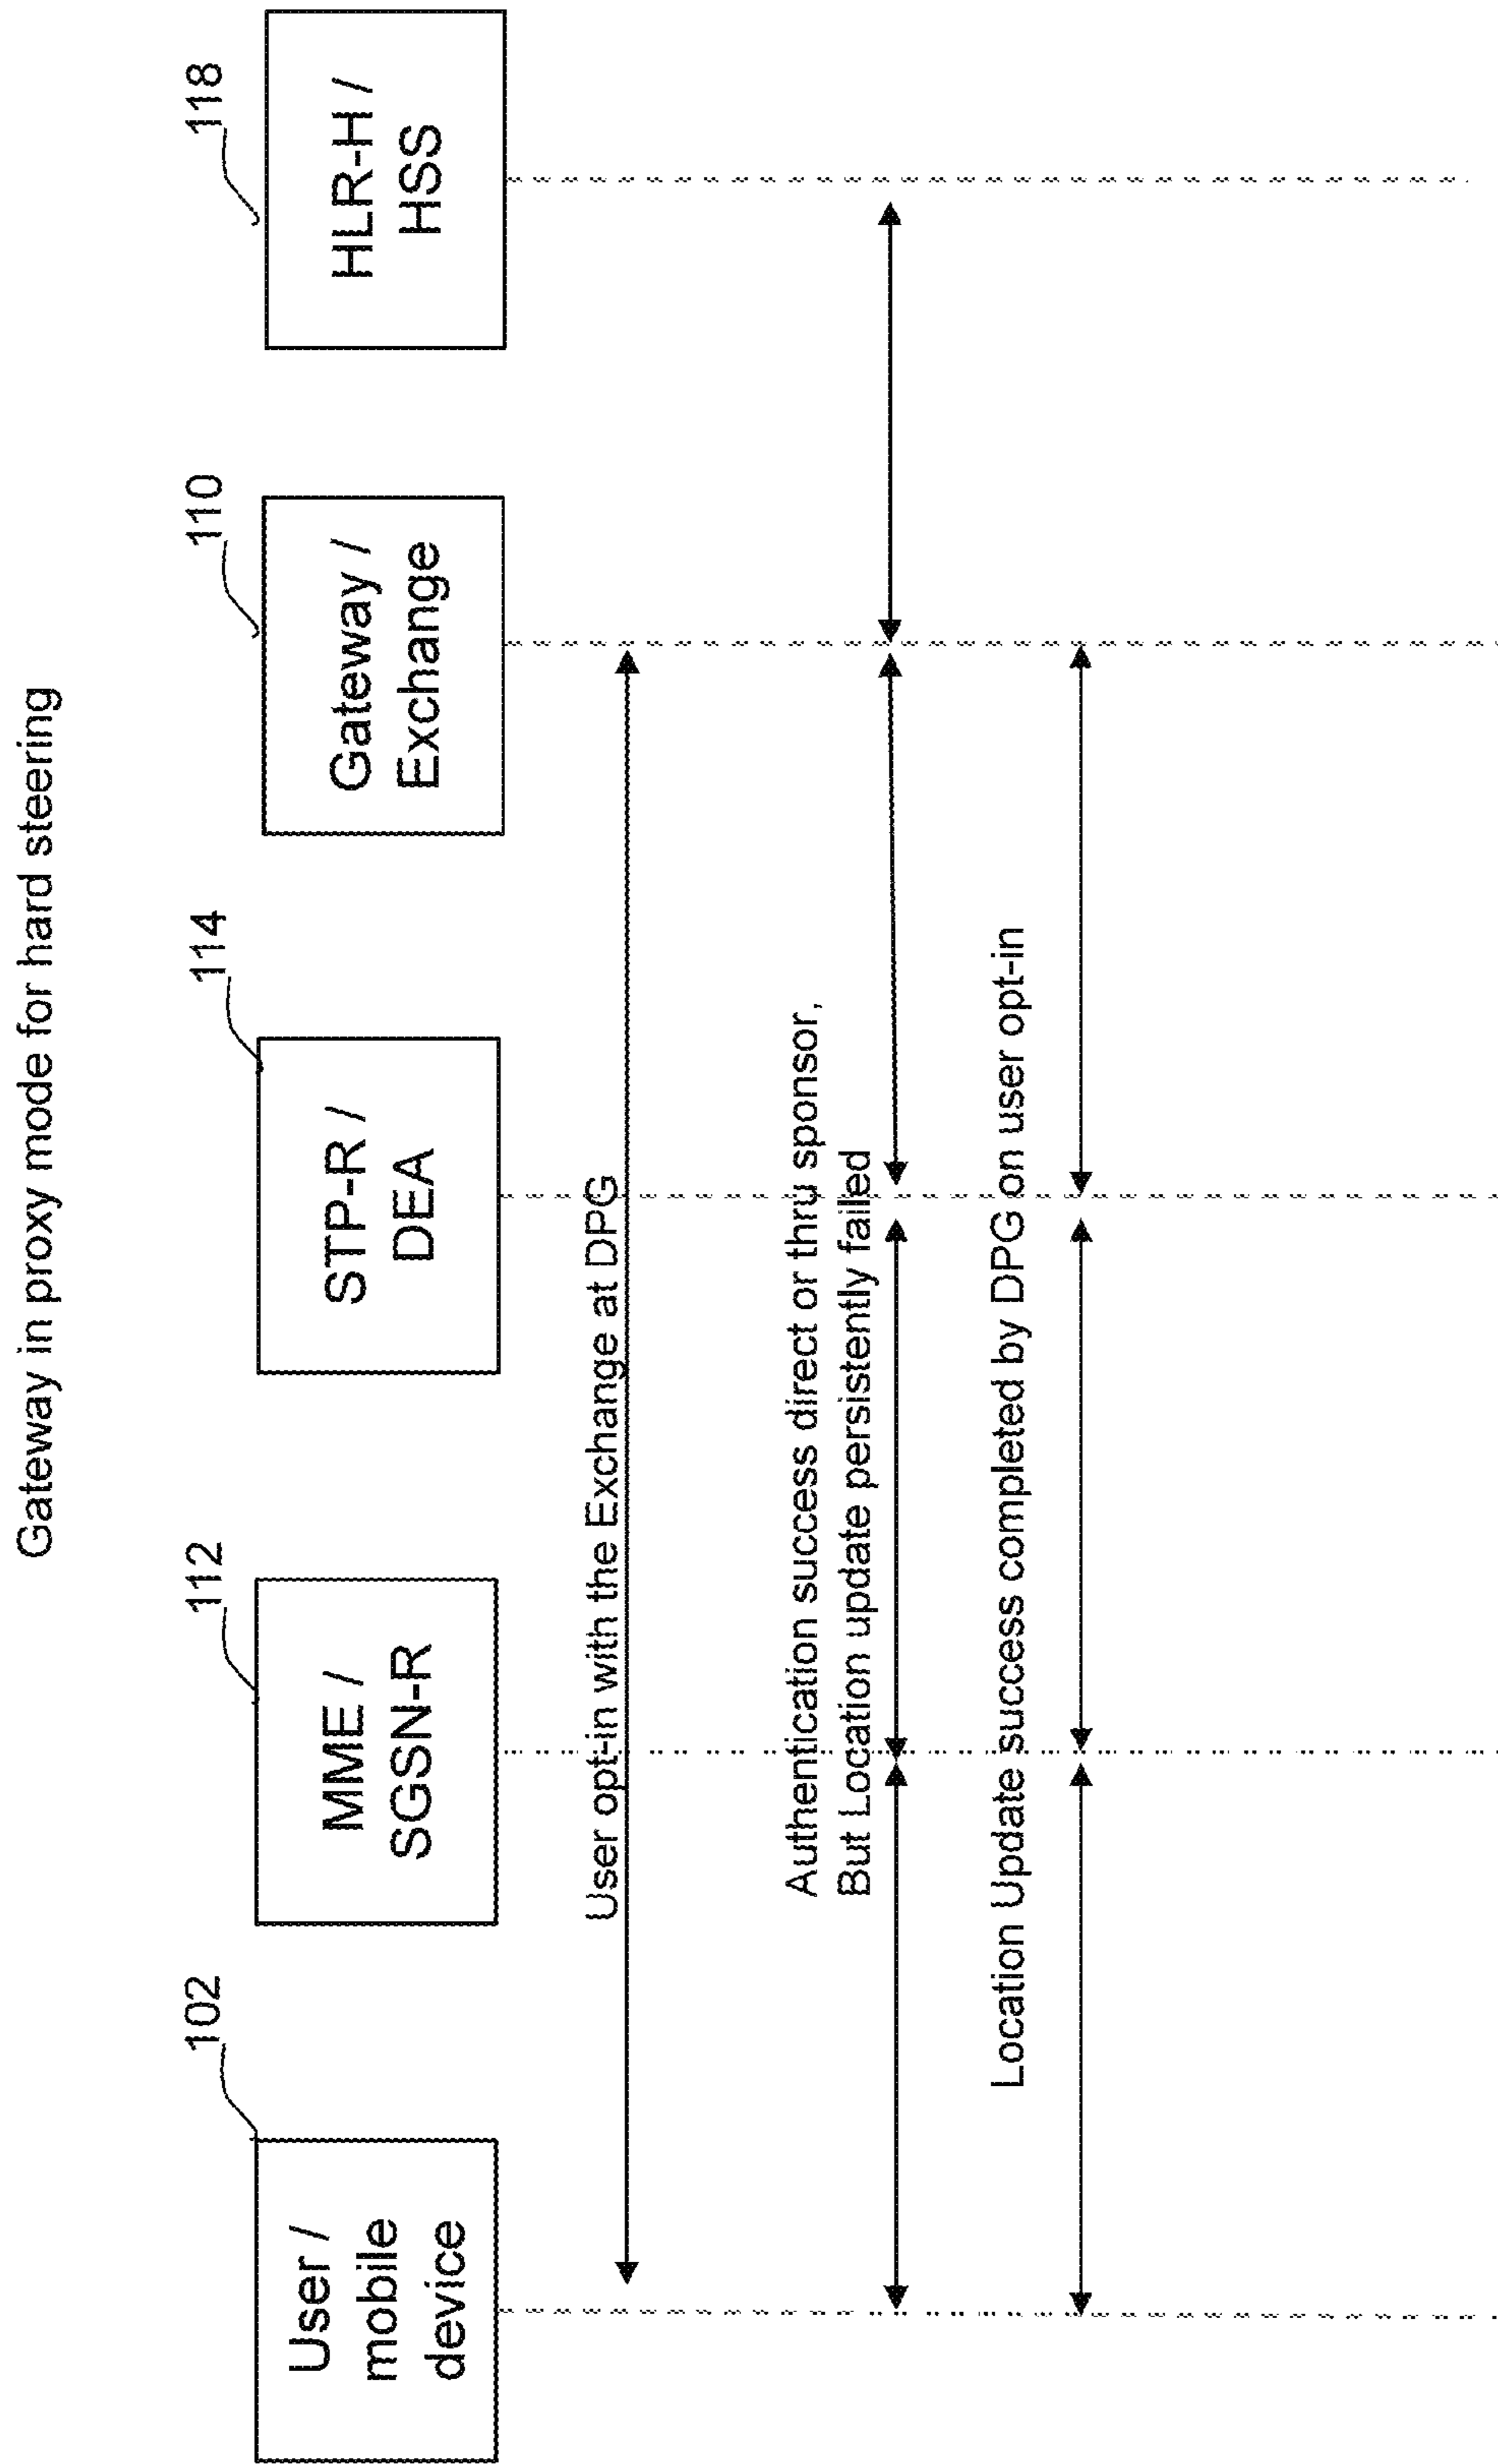 Gateway in proxy mode for hard steering
102
112
114
110
118
User /
mobile
device
MME /
SGSN-R
STP-R /
DEA
Gateway /
Exchange
HLR-H /
HSS
User opt-in with the Exchange at DPG
Authentication success direct or thru sponsor,
But Location update persistently failed
Location Update success completed by DPG on user opt-in